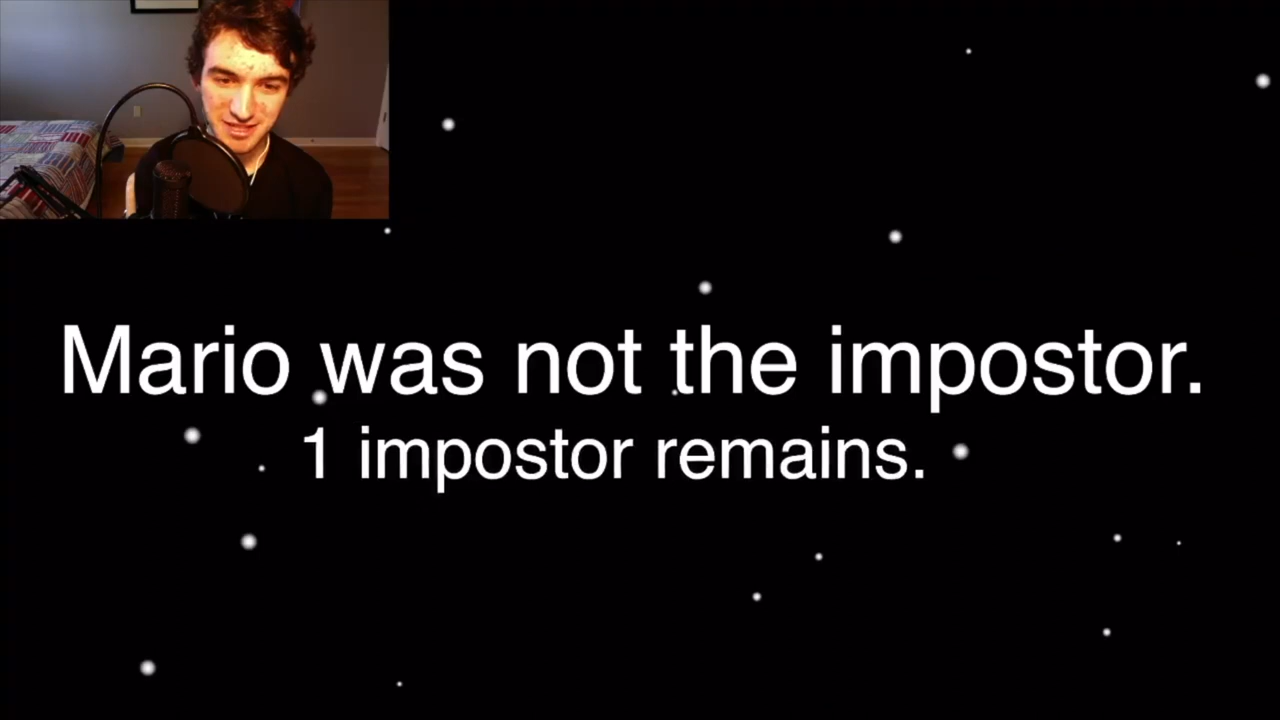 Mario was not the impostor.
1 impostor remains.